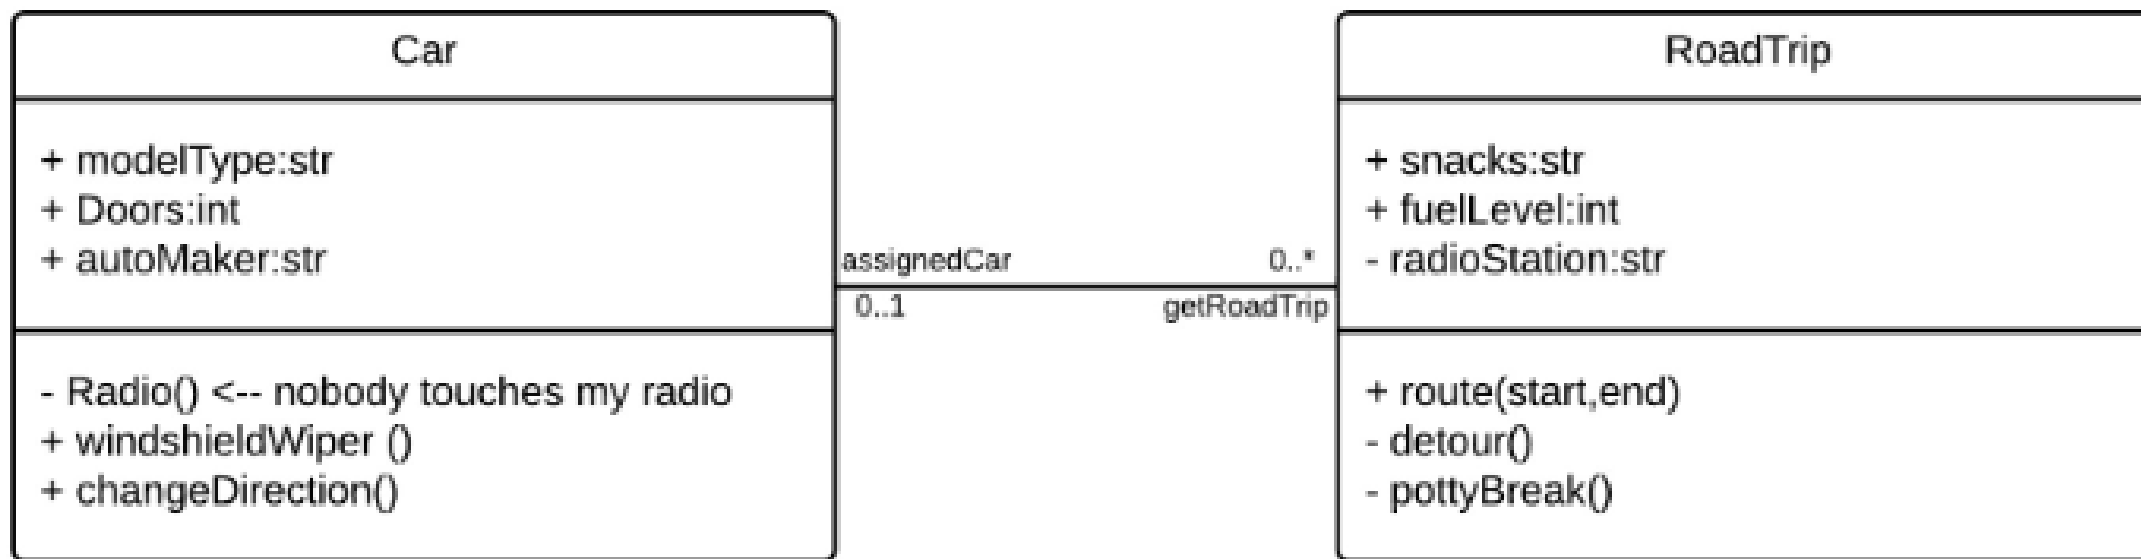 Car
+ modelType:str
+ Doors:int
+ autoMaker:str
- Radio() <-- nobody touches my radio
+ windshieldWiper ()
+ changeDirection()
assignedCar
0..1
0..*
getRoadTrip
RoadTrip
+ snacks:str
+ fuelLevel:int
- radioStation:str
+ route(start,end)
- detour()
- pottyBreak()